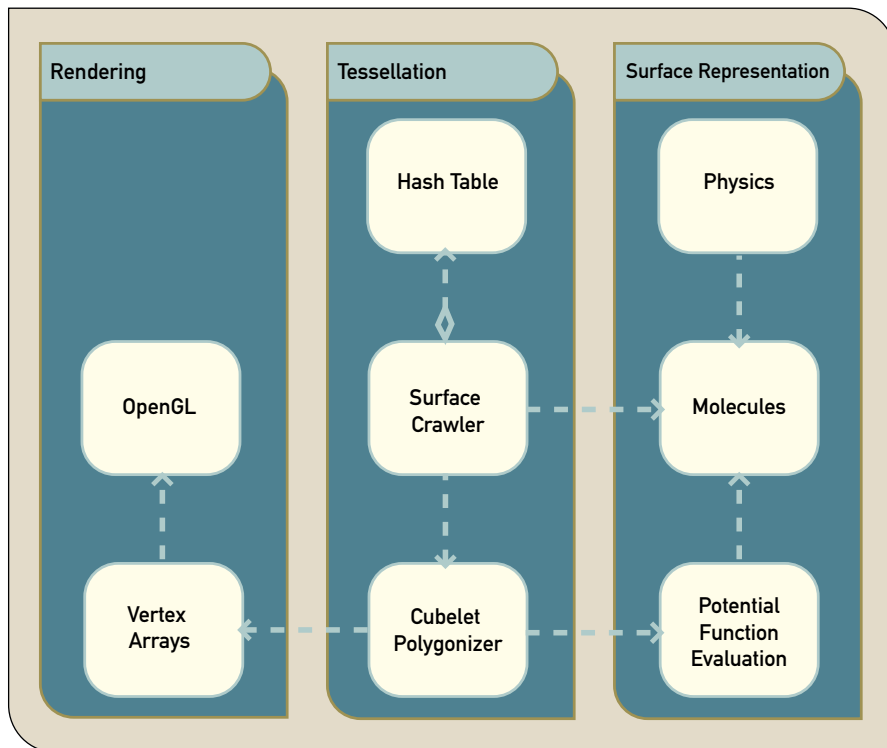 Rendering
Tessellation
Surface Representation
Hash Table
Physics
OpenGL
Surface
Crawler
Molecules
Vertex
Arrays
Cubelet
Polygonizer
Potential
Function
Evaluation